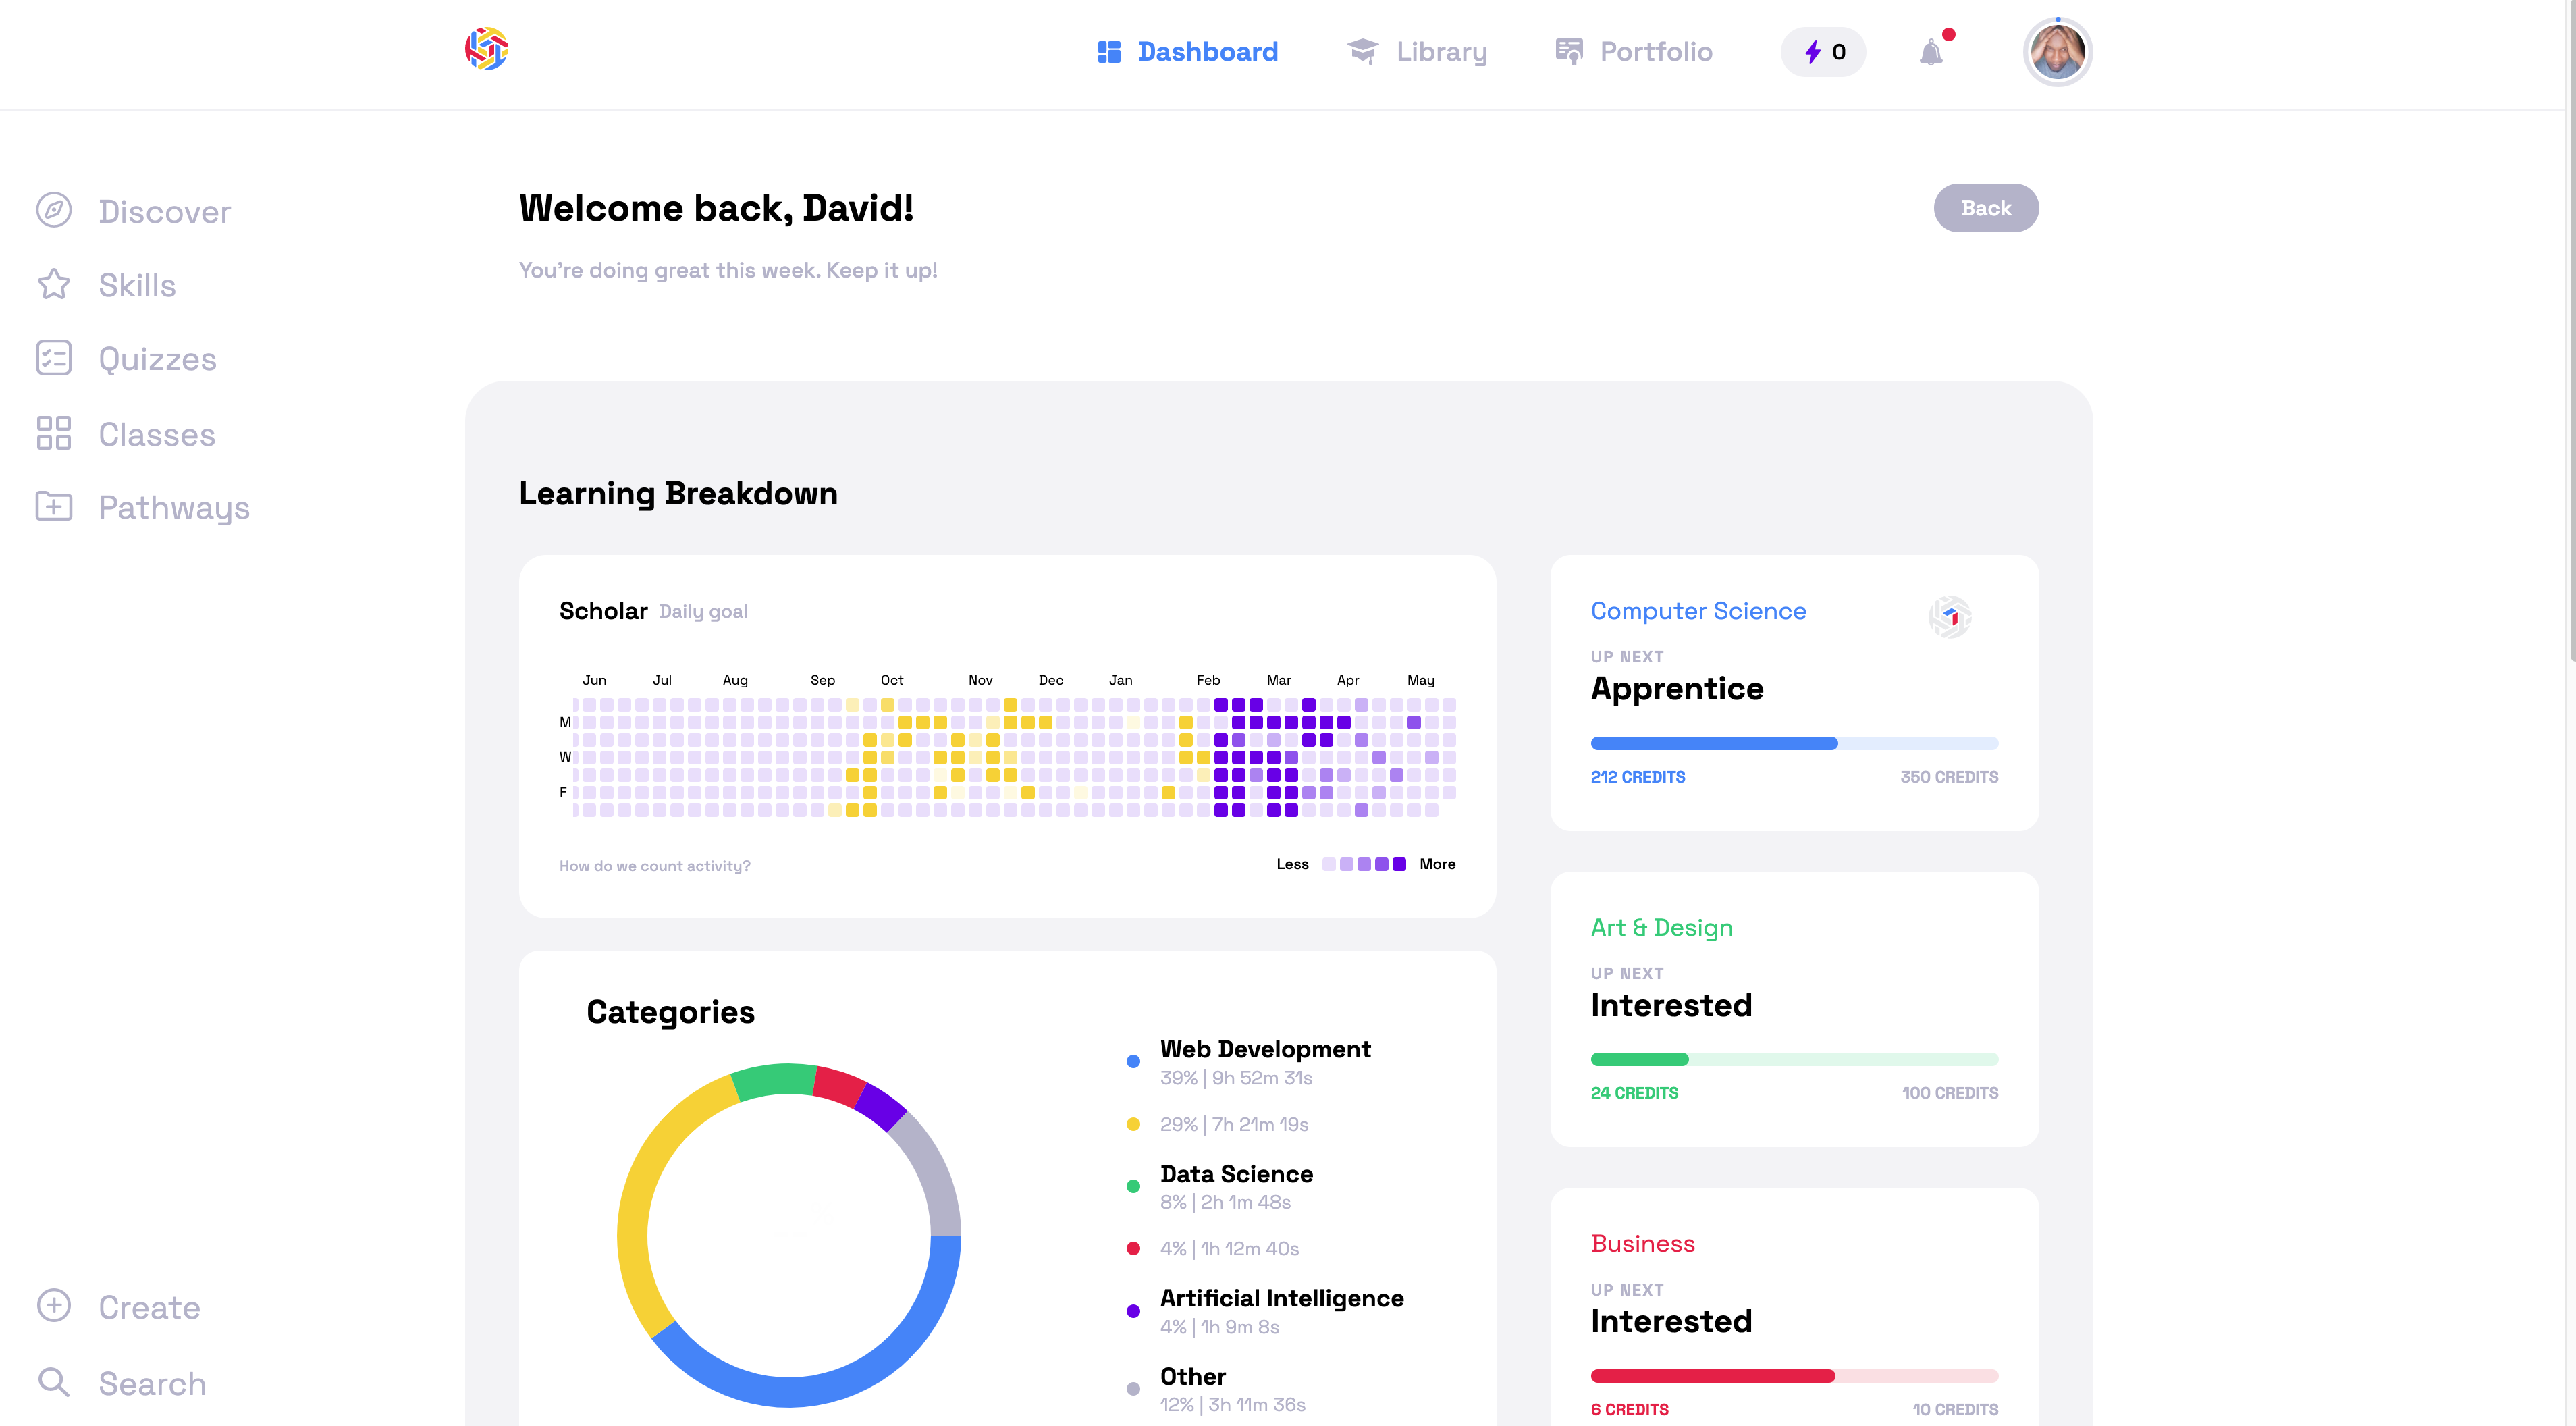 Dashboard
Library
Portfolio
0
Discover
Skills
Quizzes
Classes
Pathways
Create
Search
Welcome back, David!
Back
You're doing great this week. Keep it up!
Learning Breakdown
Scholar Daily goal
Jun Jul Aug Sep Oct Nov Dec Jan Feb Mar Apr May
M
W
F
How do we count activity?
Less More
Categories
Web Development
39% | 9h 52m 31s
29% | 7h 21m 19s
Data Science
8% | 2h 1m 48s
4% | 1h 12m 40s
Artificial Intelligence
4% | 1h 9m 8s
Other
12% | 3h 11m 36s
Computer Science
UP NEXT
Apprentice
212 CREDITS 350 CREDITS
Art & Design
UP NEXT
Interested
24 CREDITS 100 CREDITS
Business
UP NEXT
Interested
6 CREDITS 10 CREDITS